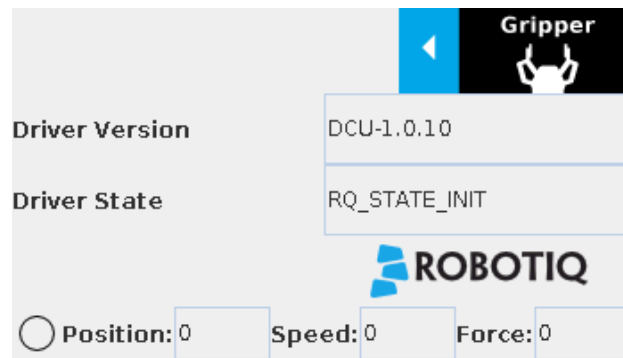 Gripper
Driver Version DCU-1.0.10
Driver State RQ_STATE_INIT
ROBOTIQ
Position: 0 Speed: 0 Force: 0